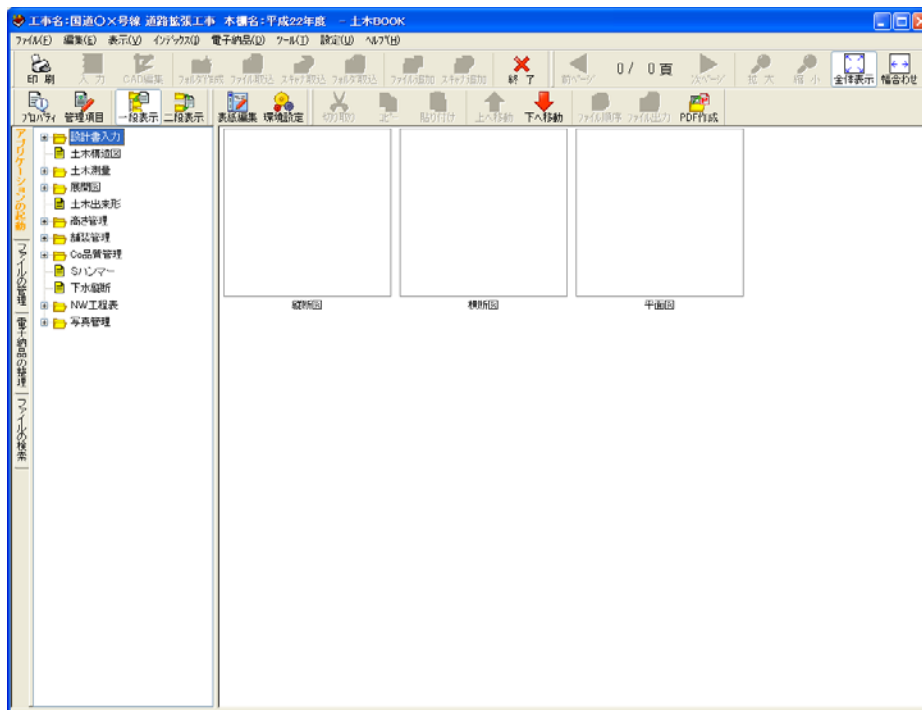 工事名:国道〇×号線 道路拡張工事 本棚名:平成22年度 - 土木BOOK
ファイル(F) 編集(E) 表示(V) インデックス(I) 電子納品(D) ツール(T) 設定(U) ヘルプ(H)
印 刷 入 力 CAD編集 フォルダ作成 ファイル取込 スキャナ取込 フォルダ取込 ファイル追加 スキャナ追加 終 了 前ページ 0 / 0 頁 次ページ 拡 大 縮 小 全体表示 幅合わせ
プロパティ 管理項目 一段表示 二段表示 表紙編集 環境設定 切り取り コピー 貼り付け 上へ移動 下へ移動 ファイル順序 ファイル出力 PDF作成
アプリケーションの起動
ファイルの管理
電子納品の整理
ファイルの検索
設計書入力
土木構造図
土木測量
展開図
土木出来形
高さ管理
舗装管理
Co品質管理
Sハンマー
下水縦断
NW工程表
写真管理
縦断図 横断図 平面図